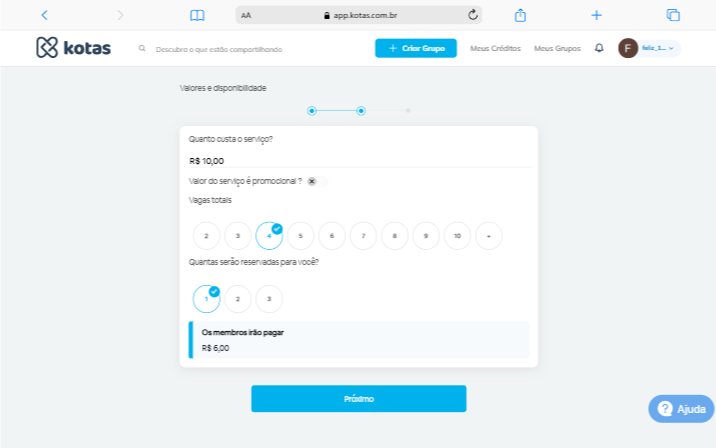 AA app.kotas.com.br
kotas Descubra o que estão compartilhando + Criar Grupo Meus Créditos Meus Grupos F feliz_1...
Valores e disponibilidade
Quanto custa o serviço?
R$ 10,00
Valor do serviço é promocional ?
Vagas totais
2 3 4 5 6 7 8 9 10 +
Quantas serão reservadas para você?
1 2 3
Os membros irão pagar
R$ 6,00
Próximo
? Ajuda